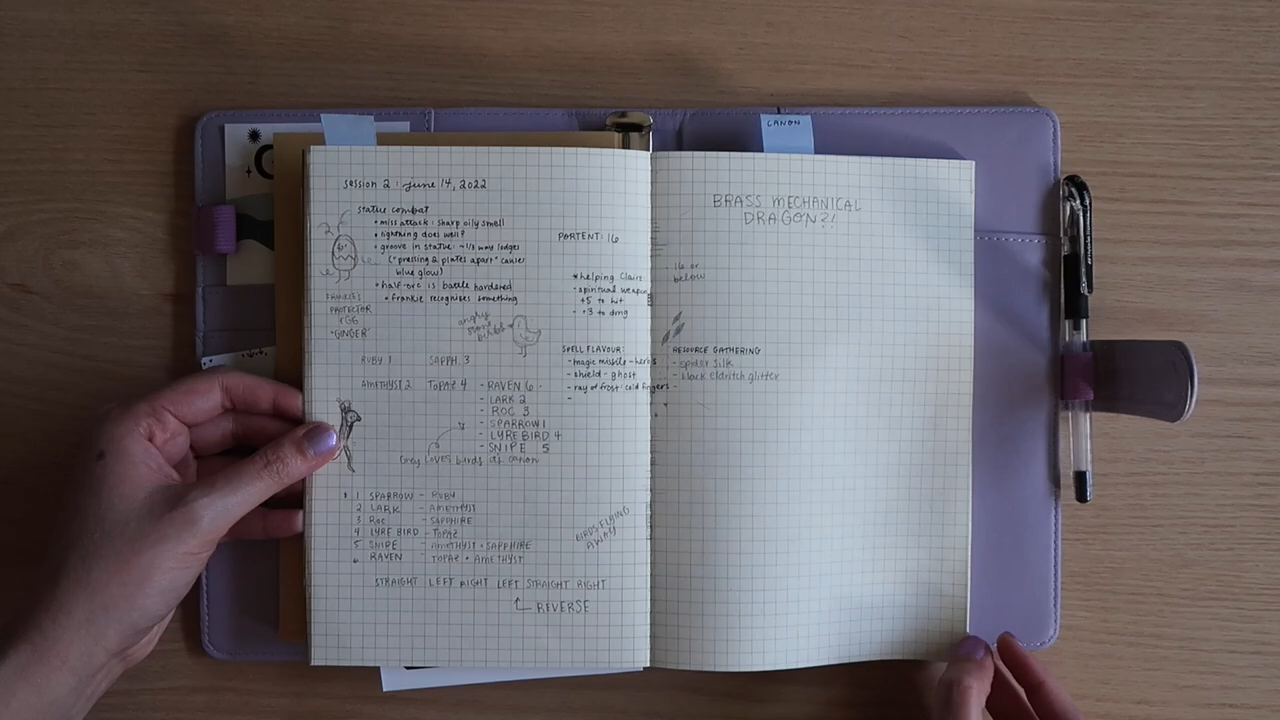 CANON
session 2 : june 14, 2022
statue combat
• miss attack : sharp oily smell
• lightning does well?
• groove in statue: ~1/3 way lodges
("pressing 2 plates apart" cause
blue glow)
• half-orc is battle hardened
• frankie recognises something
FRANKIE'S
PROTECTOR
EGG
"GINGER"
angry
giant
birbs
RUBY 1 SAPPH. 3
AMETHYST 2 TOPAZ 4
- RAVEN 6
- LARK 2
- ROC 3
- SPARROW 1
- LYRE BIRD 4
- SNIPE 5
Grey LOVES birds at canon
1 SPARROW - RUBY
2 LARK - AMETHYST
3 ROC - SAPPHIRE
4 LYRE BIRD - TOPAZ
5 SNIPE - AMETHYST + SAPPHIRE
6 RAVEN - TOPAZ + AMETHYST
STRAIGHT LEFT RIGHT LEFT STRAIGHT RIGHT
REVERSE
PORTENT: 16
*helping Claire
- spiritual weapon
+5 to hit
- +3 to dmg
SPELL FLAVOUR:
- magic missile - herbs
- shield - ghost
- ray of frost: cold fingers
-
BIRDS FLYING
AWAY
BRASS MECHANICAL
DRAGON?!
16 or
below
RESOURCE GATHERING
- spider silk
- black eldritch glitter
-